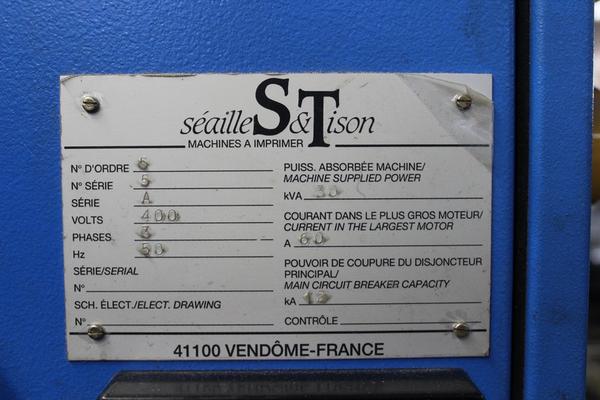 séaille S&Tison
MACHINES A IMPRIMER
N° D'ORDRE 5
N° SÉRIE 5
SÉRIE A
VOLTS 400
PHASES 3
Hz 50
SÉRIE/SERIAL
N°
SCH. ÉLECT./ELECT. DRAWING
N°
PUISS. ABSORBÉE MACHINE/
MACHINE SUPPLIED POWER
kVA 30
COURANT DANS LE PLUS GROS MOTEUR/
CURRENT IN THE LARGEST MOTOR
A 60
POUVOIR DE COUPURE DU DISJONCTEUR
PRINCIPAL/
MAIN CIRCUIT BREAKER CAPACITY
kA
CONTRÔLE
41100 VENDÔME-FRANCE